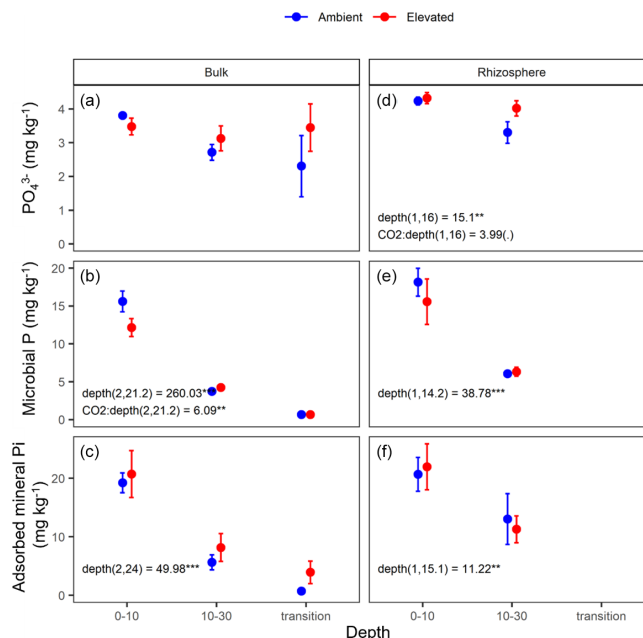 Ambient Elevated
Bulk Rhizosphere
(a) (d)
PO₄³⁻ (mg kg⁻¹)
4
3
2
1
0
depth(1,16) = 15.1**
CO2:depth(1,16) = 3.99(.)
(b) (e)
Microbial P (mg kg⁻¹)
20
15
10
5
0
depth(2,21.2) = 260.03*
CO2:depth(2,21.2) = 6.09**
depth(1,14.2) = 38.78***
(c) (f)
Adsorbed mineral Pi
(mg kg⁻¹)
20
10
0
depth(2,24) = 49.98***
depth(1,15.1) = 11.22**
0-10 10-30 transition 0-10 10-30 transition
Depth